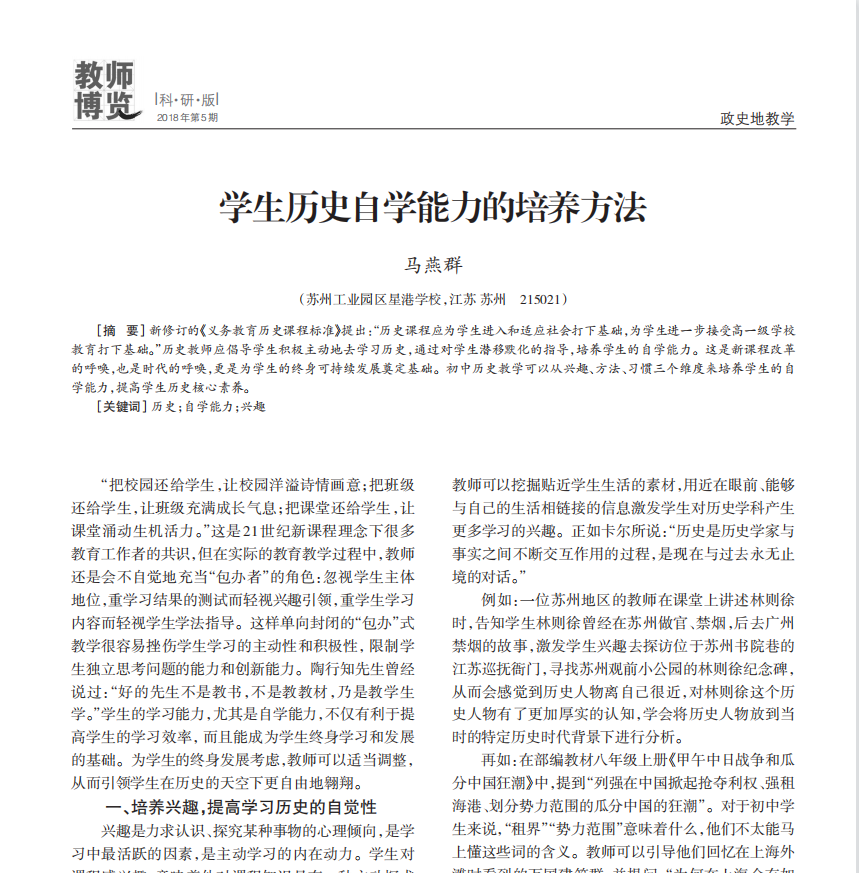 教师
博览
科·研·版
2018年第5期
政史地教学
学生历史自学能力的培养方法
马燕群
（苏州工业园区星港学校，江苏 苏州　215021）
［摘　要］新修订的《义务教育历史课程标准》提出：“历史课程应为学生进入和适应社会打下基础，为学生进一步接受高一级学校
教育打下基础。”历史教师应倡导学生积极主动地去学习历史，通过对学生潜移默化的指导，培养学生的自学能力。这是新课程改革
的呼唤，也是时代的呼唤，更是为学生的终身可持续发展奠定基础。初中历史教学可以从兴趣、方法、习惯三个维度来培养学生的自
学能力，提高学生历史核心素养。
［关键词］历史；自学能力；兴趣
“把校园还给学生，让校园洋溢诗情画意；把班级
还给学生，让班级充满成长气息；把课堂还给学生，让
课堂涌动生机活力。”这是21世纪新课程理念下很多
教育工作者的共识，但在实际的教育教学过程中，教师
还是会不自觉地充当“包办者”的角色：忽视学生主体
地位，重学习结果的测试而轻视兴趣引领，重学生学习
内容而轻视学生学法指导。这样单向封闭的“包办”式
教学很容易挫伤学生学习的主动性和积极性，限制学
生独立思考问题的能力和创新能力。陶行知先生曾经
说过：“好的先生不是教书，不是教教材，乃是教学生
学。”学生的学习能力，尤其是自学能力，不仅有利于提
高学生的学习效率，而且能成为学生终身学习和发展
的基础。为学生的终身发展考虑，教师可以适当调整，
从而引领学生在历史的天空下更自由地翱翔。
一、培养兴趣，提高学习历史的自觉性
兴趣是力求认识、探究某种事物的心理倾向，是学
习中最活跃的因素，是主动学习的内在动力。学生对
教师可以挖掘贴近学生生活的素材，用近在眼前、能够
与自己的生活相链接的信息激发学生对历史学科产生
更多学习的兴趣。正如卡尔所说：“历史是历史学家与
事实之间不断交互作用的过程，是现在与过去永无止
境的对话。”
例如：一位苏州地区的教师在课堂上讲述林则徐
时，告知学生林则徐曾经在苏州做官、禁烟，后去广州
禁烟的故事，激发学生兴趣去探访位于苏州书院巷的
江苏巡抚衙门，寻找苏州观前小公园的林则徐纪念碑，
从而会感觉到历史人物离自己很近，对林则徐这个历
史人物有了更加厚实的认知，学会将历史人物放到当
时的特定历史时代背景下进行分析。
再如：在部编教材八年级上册《甲午中日战争和瓜
分中国狂潮》中，提到“列强在中国掀起抢夺利权、强租
海港、划分势力范围的瓜分中国的狂潮”。对于初中学
生来说，“租界”“势力范围”意味着什么，他们不太能马
上懂这些词的含义。教师可以引导他们回忆在上海外